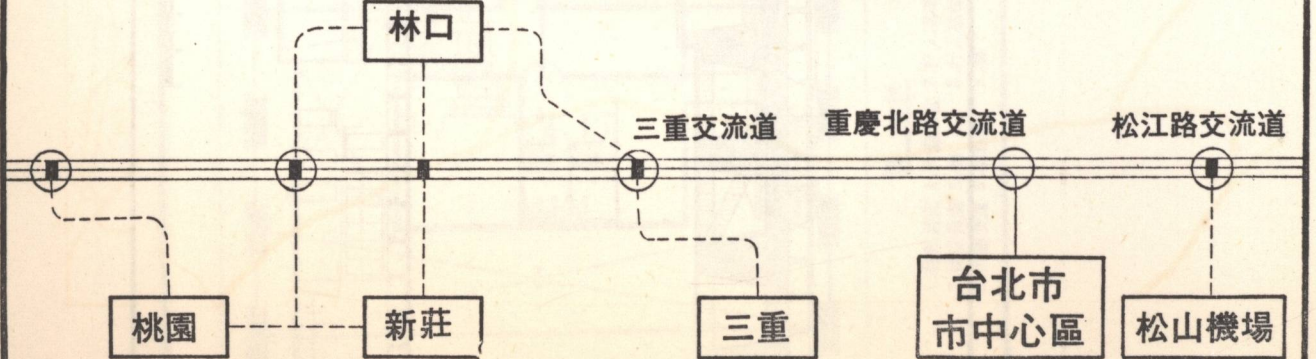 林口
三重交流道
重慶北路交流道
松江路交流道
桃園
新莊
三重
台北市
市中心區
松山機場